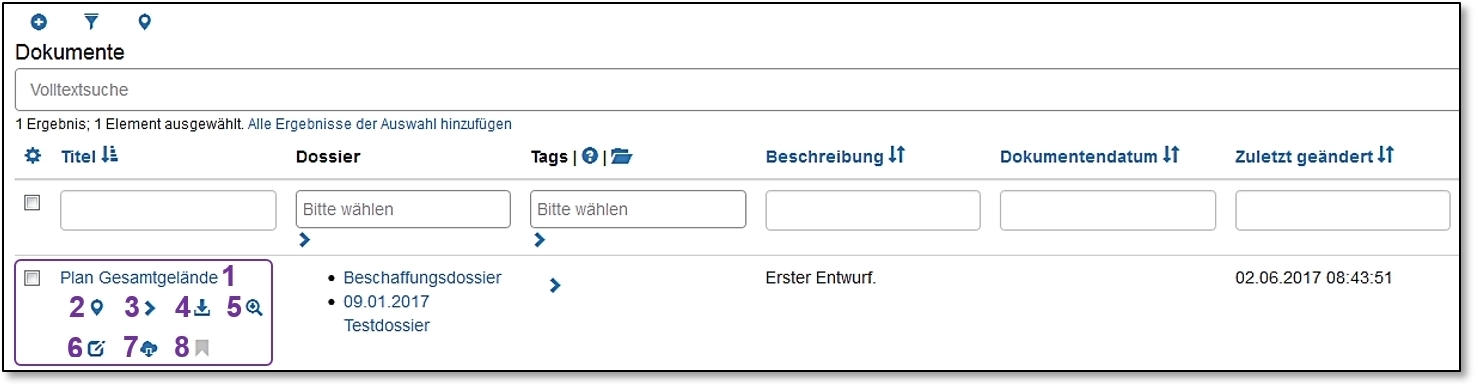 Dokumente
Volltextsuche
1 Ergebnis; 1 Element ausgewählt. Alle Ergebnisse der Auswahl hinzufügen
Titel Dossier Tags | ? | Beschreibung Dokumentendatum Zuletzt geändert
Bitte wählen Bitte wählen
Plan Gesamtgelände 1 Beschaffungsdossier Erster Entwurf. 02.06.2017 08:43:51
2 3 4 5 09.01.2017
Testdossier
6 7 8